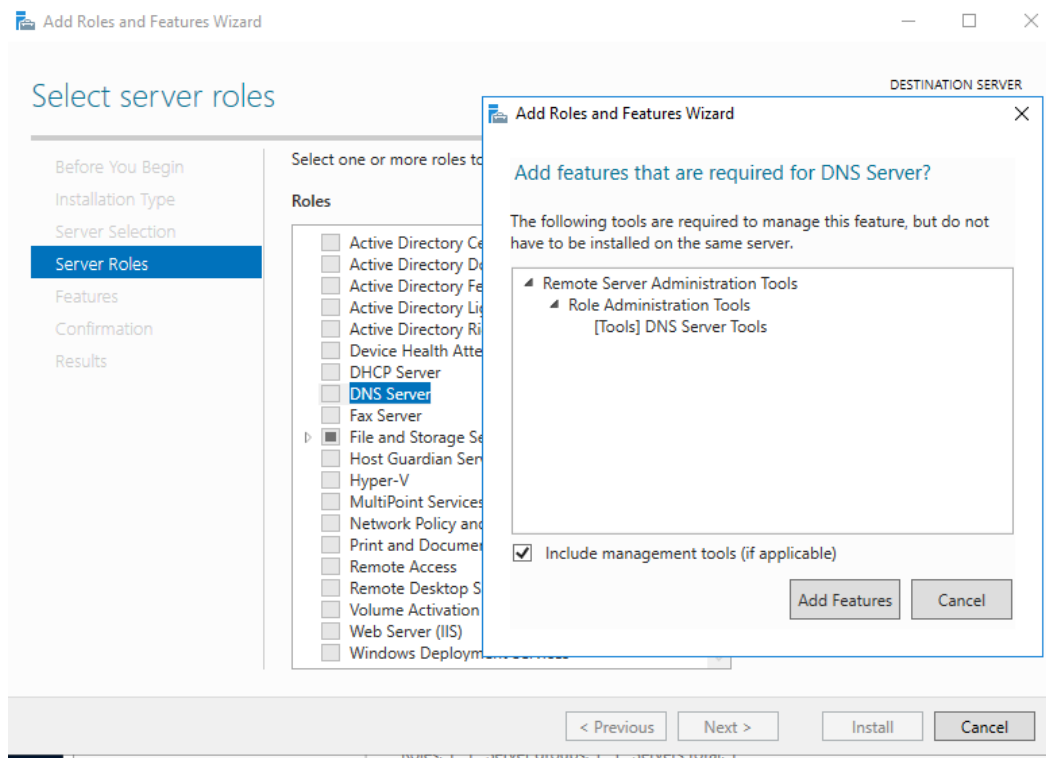 Add Roles and Features Wizard
Select server roles
DESTINATION SERVER
Before You Begin
Installation Type
Server Selection
Server Roles
Features
Confirmation
Results
Select one or more roles to
Roles
Active Directory Ce
Active Directory Do
Active Directory Fe
Active Directory Lig
Active Directory Ri
Device Health Atte
DHCP Server
DNS Server
Fax Server
File and Storage Se
Host Guardian Serv
Hyper-V
MultiPoint Services
Network Policy and
Print and Documen
Remote Access
Remote Desktop S
Volume Activation
Web Server (IIS)
Windows Deployment Services
Add Roles and Features Wizard
Add features that are required for DNS Server?
The following tools are required to manage this feature, but do not
have to be installed on the same server.
Remote Server Administration Tools
Role Administration Tools
[Tools] DNS Server Tools
Include management tools (if applicable)
Add Features
Cancel
< Previous
Next >
Install
Cancel